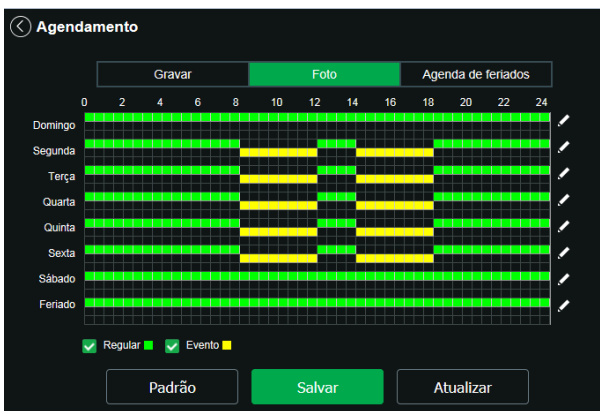 Agendamento
Gravar Foto Agenda de feriados
0 2 4 6 8 10 12 14 16 18 20 22 24
Domingo
Segunda
Terça
Quarta
Quinta
Sexta
Sábado
Feriado
Regular Evento
Padrão Salvar Atualizar